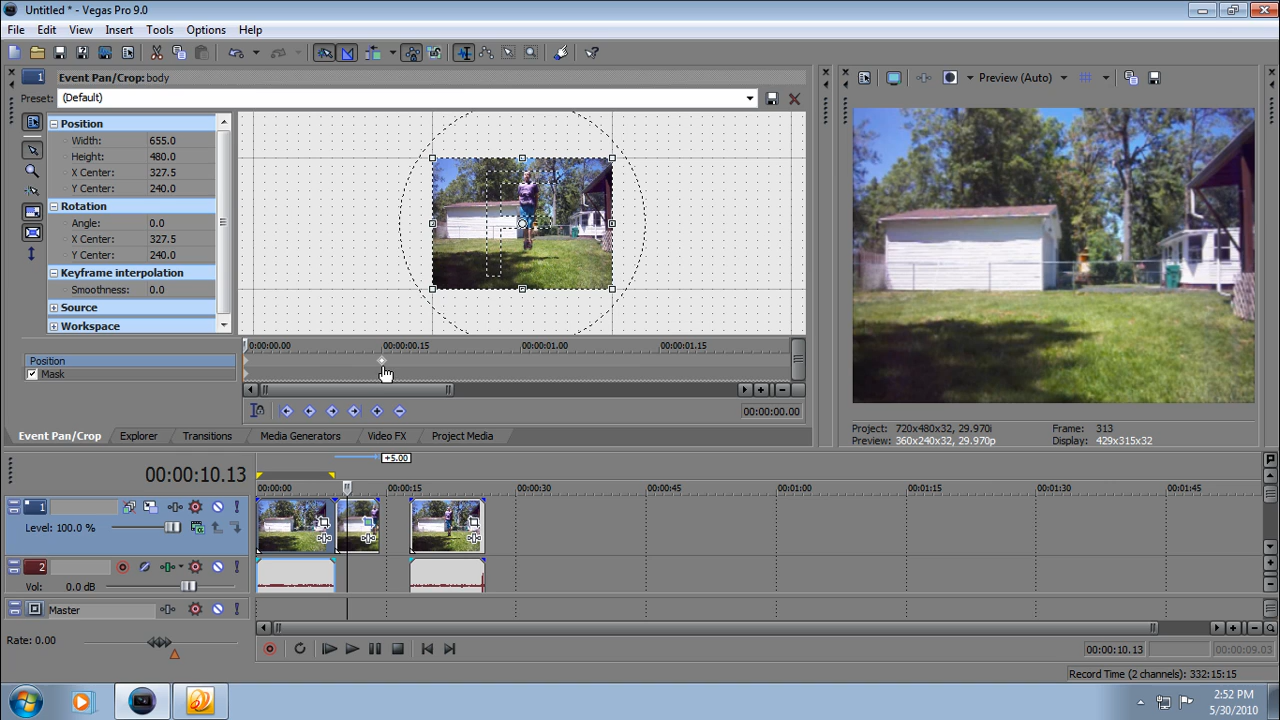 Untitled * - Vegas Pro 9.0
File Edit View Insert Tools Options Help
1 Event Pan/Crop: body
Preset: (Default)
Preview (Auto)
Position
Width: 655.0
Height: 480.0
X Center: 327.5
Y Center: 240.0
Rotation
Angle: 0.0
X Center: 327.5
Y Center: 240.0
Keyframe interpolation
Smoothness: 0.0
Source
Workspace
0:00:00.00 00:00:00.15 00:00:01.00 00:00:01.15
Position
Mask
00:00:00.00
Project: 720x480x32, 29.970i Frame: 313
Preview: 360x240x32, 29.970p Display: 429x315x32
Event Pan/Crop Explorer Transitions Media Generators Video FX Project Media
+5.00
00:00:10.13
00:00:00 00:00:15 00:00:30 00:00:45 00:01:00 00:01:15 00:01:30 00:01:45
1
Level: 100.0 %
2
Vol: 0.0 dB
Master
Rate: 0.00
00:00:10.13 00:00:09.03
Record Time (2 channels): 332:15:15
2:52 PM
5/30/2010